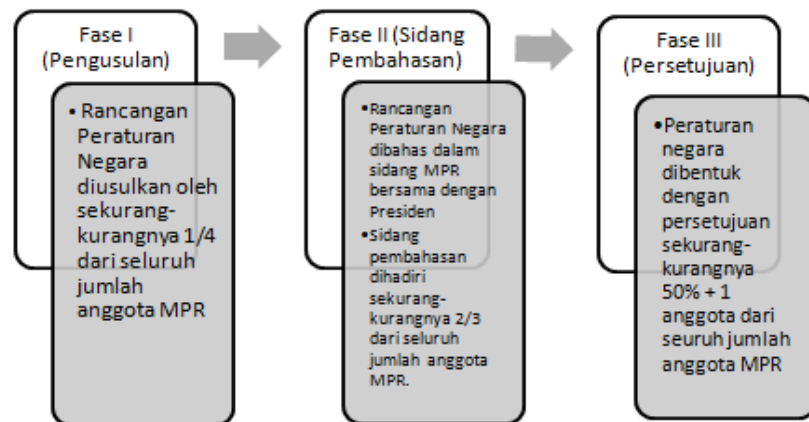 Fase I
(Pengusulan)
• Rancangan
Peraturan
Negara
diusulkan oleh
sekurang-
kurangnya 1/4
dari seluruh
jumlah
anggota MPR
Fase II (Sidang
Pembahasan)
•Rancangan
Peraturan Negara
dibahas dalam
sidang MPR
bersama dengan
Presiden
•Sidang
pembahasan
dihadiri
sekurang-
kurangnya 2/3
dari seluruh
jumlah anggota
MPR.
Fase III
(Persetujuan)
•Peraturan
negara
dibentuk
dengan
persetujuan
sekurang-
kurangnya
50% + 1
anggota dari
seuruh jumlah
anggota MPR